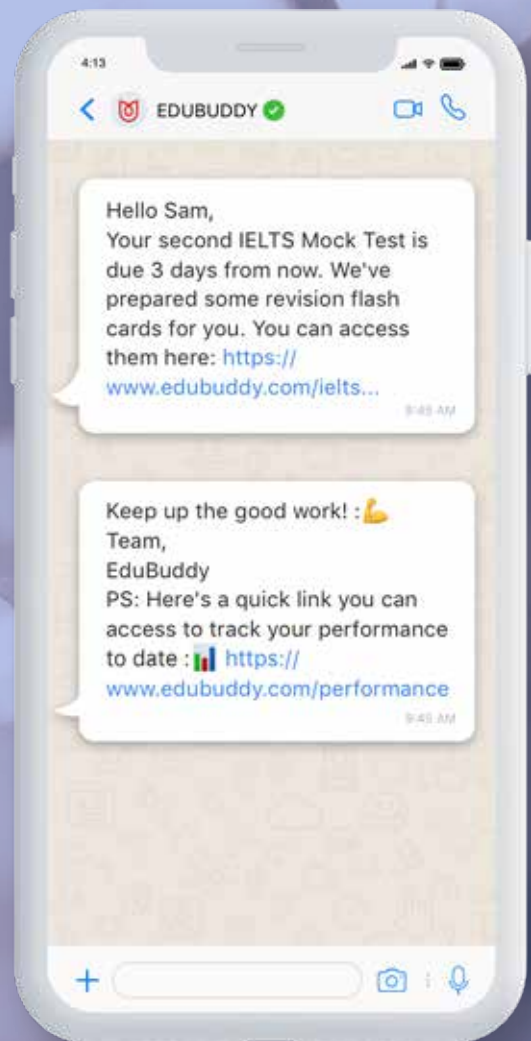 4:13
EDUBUDDY
Hello Sam,
Your second IELTS Mock Test is
due 3 days from now. We've
prepared some revision flash
cards for you. You can access
them here: https://
www.edubuddy.com/ielts...
9:45 AM
Keep up the good work! :💪
Team,
EduBuddy
PS: Here's a quick link you can
access to track your performance
to date :📊 https://
www.edubuddy.com/performance
9:45 AM